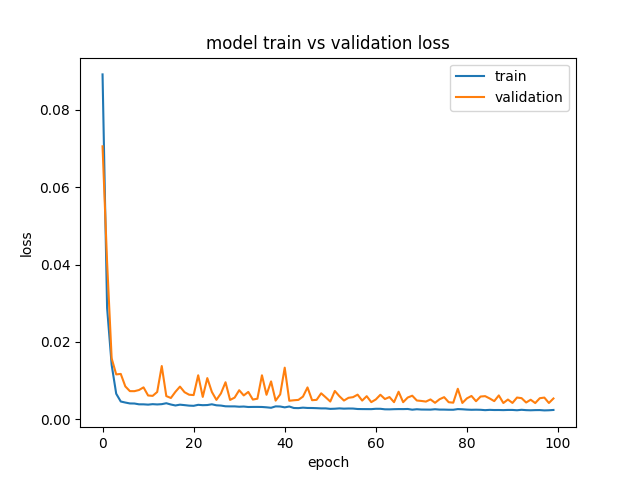 model train vs validation loss
train
validation
0.08
0.06
0.04
0.02
0.00
loss
0 20 40 60 80 100
epoch